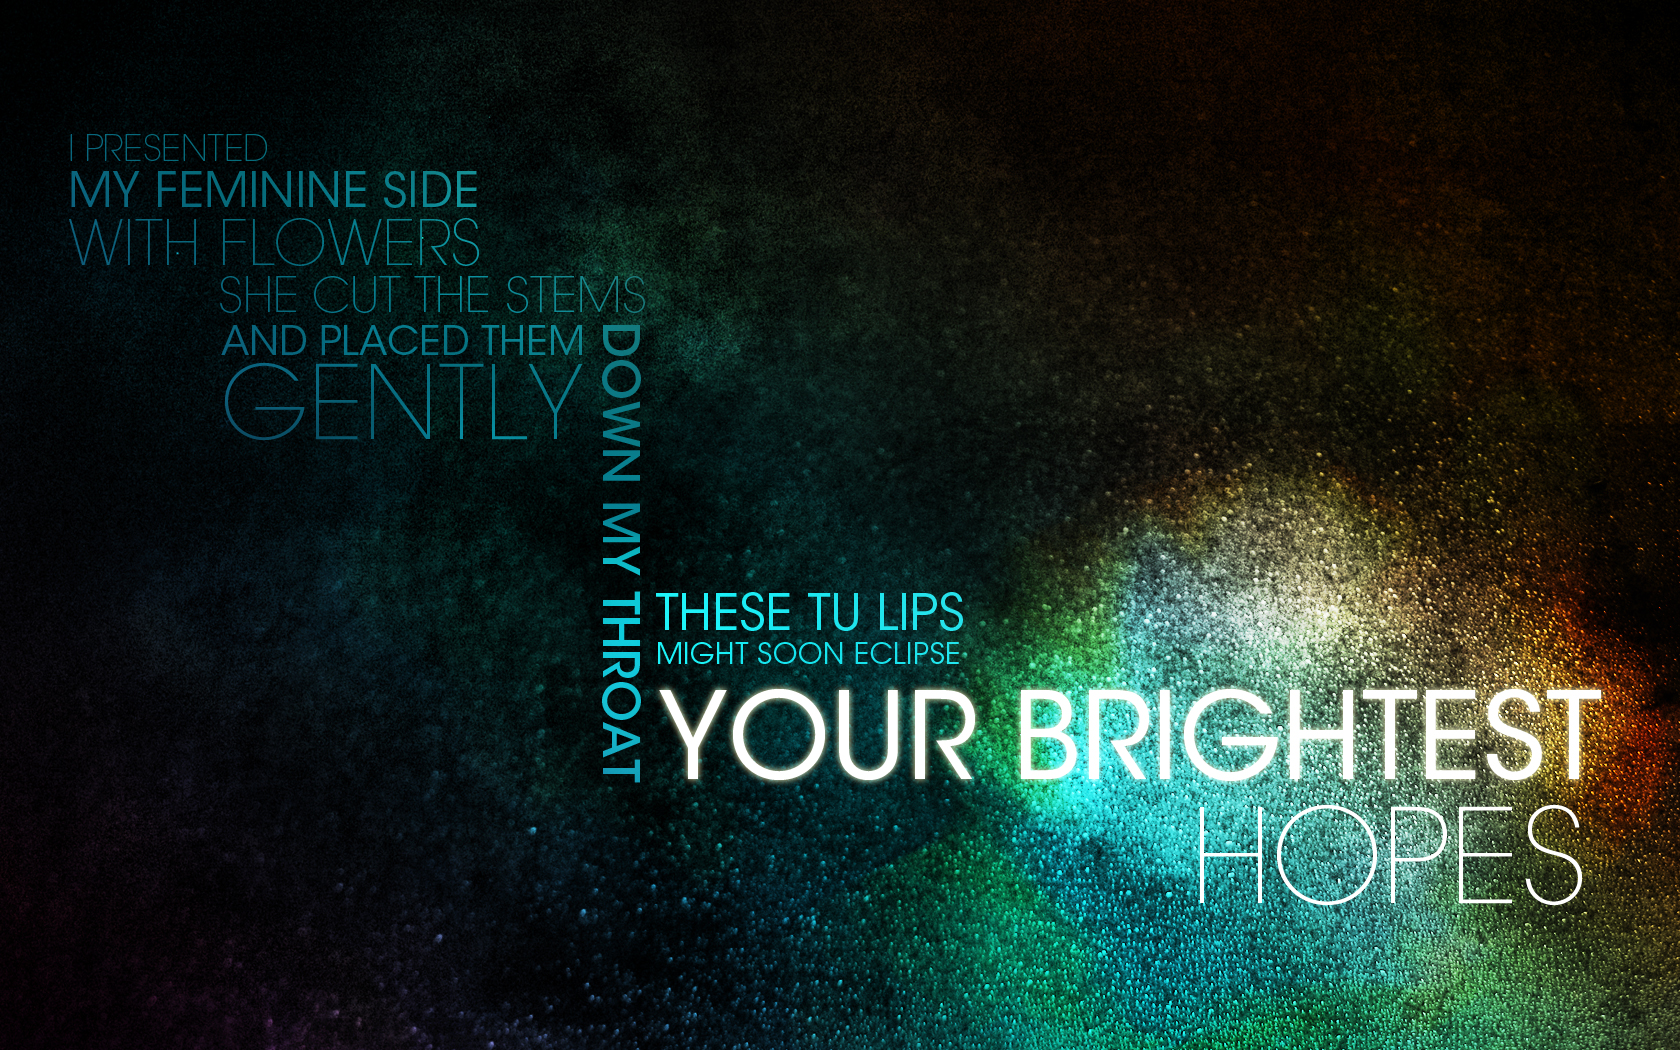 I PRESENTED
MY FEMININE SIDE
WITH FLOWERS
SHE CUT THE STEMS
AND PLACED THEM
GENTLY
DOWN MY THROAT
THESE TU LIPS
MIGHT SOON ECLIPSE
YOUR BRIGHTEST
HOPES